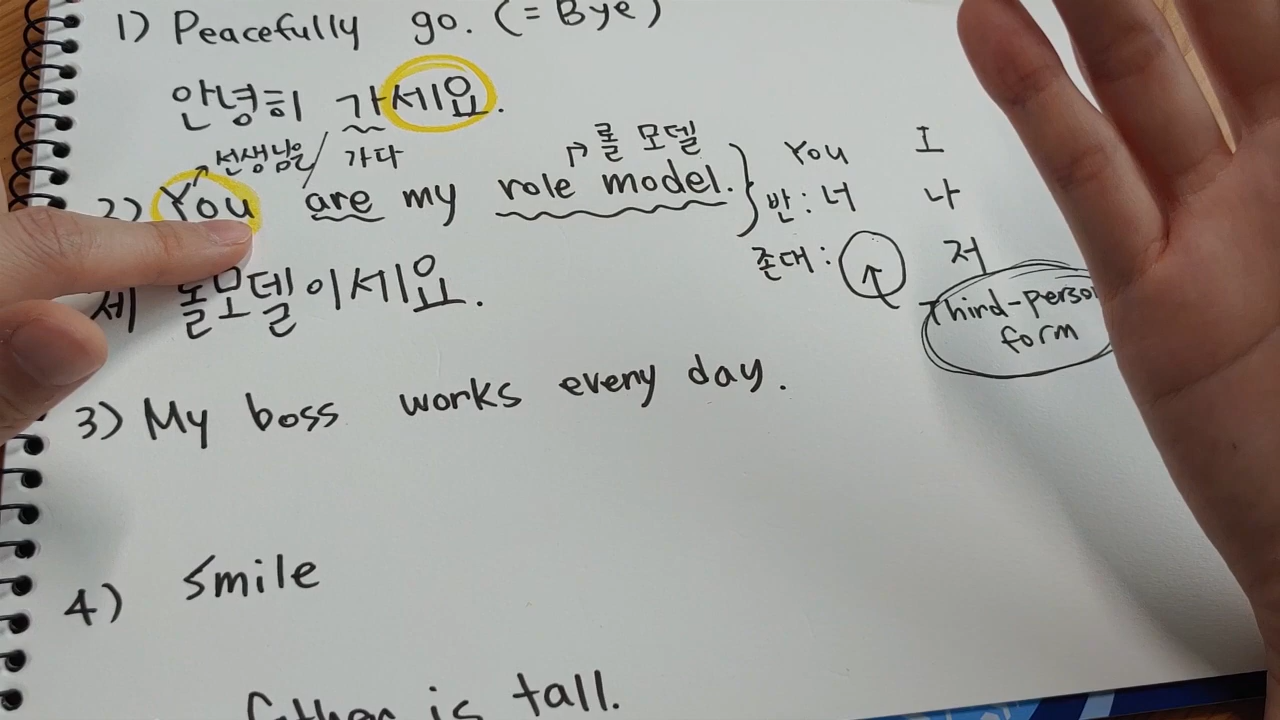 1) Peacefully go. (= Bye)
안녕히 가세요.
선생님은/ 가다
롤 모델
2) You are my role model.
You I
반: 너 나
존대: 저
Third-person form
제 롤모델이세요.
3) My boss works every day.
4) Smile
is tall.